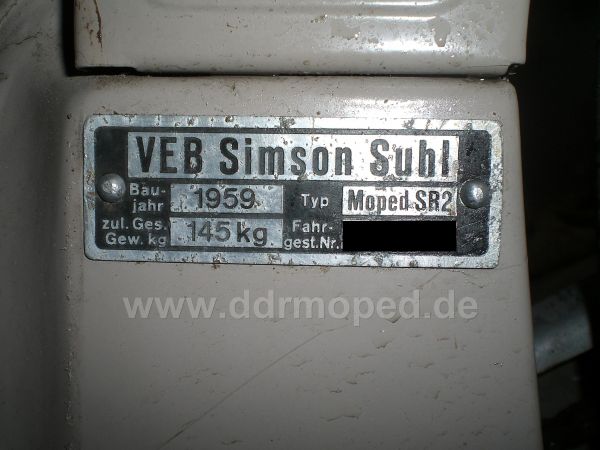 VEB Simson Suhl
Bau-
jahr 1959 Typ Moped SR2
zul. Ges.
Gew. kg 145 kg Fahr-
gest.Nr.
www.ddrmoped.de